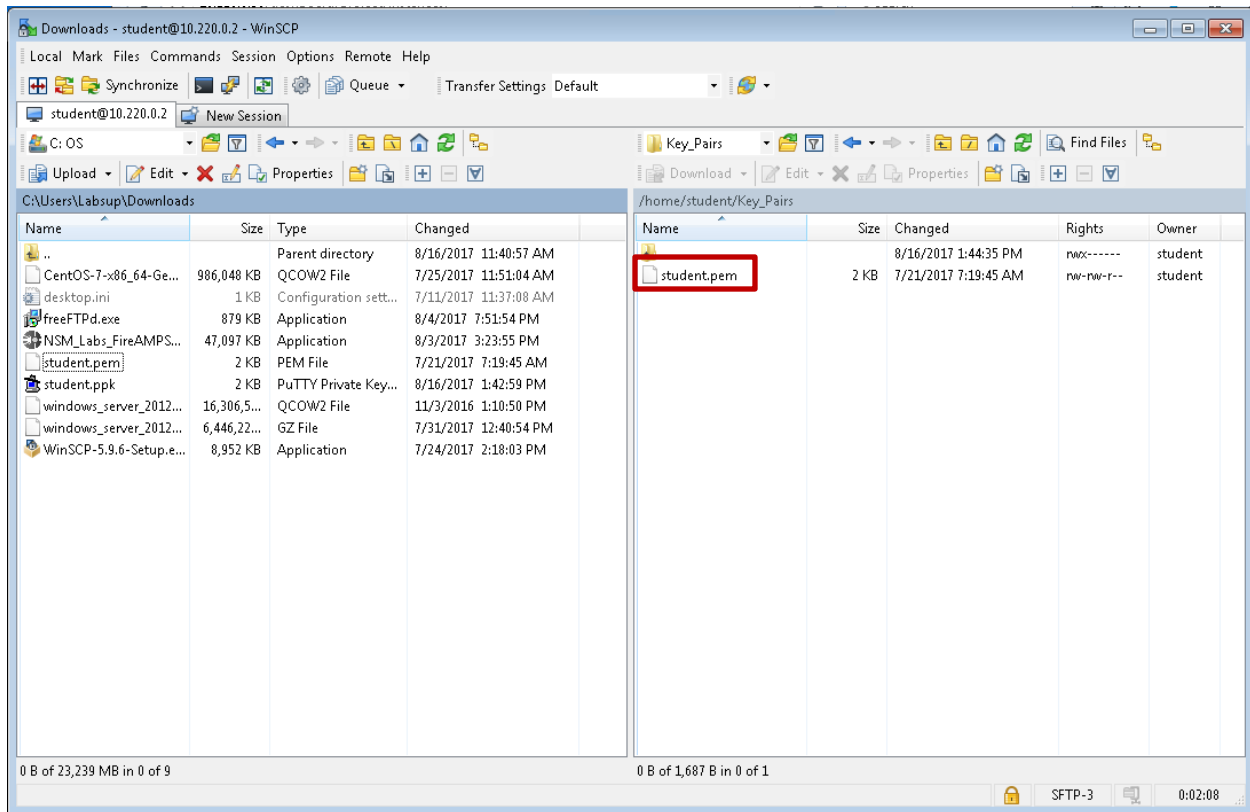 Downloads - student@10.220.0.2 - WinSCP
Local Mark Files Commands Session Options Remote Help
Synchronize Queue Transfer Settings Default
student@10.220.0.2 New Session
C: OS Key_Pairs Find Files
Upload Edit Properties Download Edit Properties
C:\Users\Labsup\Downloads /home/student/Key_Pairs
Name Size Type Changed Name Size Changed Rights Owner
.. Parent directory 8/16/2017 11:40:57 AM 8/16/2017 1:44:35 PM rwx------ student
CentOS-7-x86_64-Ge... 986,048 KB QCOW2 File 7/25/2017 11:51:04 AM student.pem 2 KB 7/21/2017 7:19:45 AM rw-rw-r-- student
desktop.ini 1 KB Configuration sett... 7/11/2017 11:37:08 AM
freeFTPd.exe 879 KB Application 8/4/2017 7:51:54 PM
NSM_Labs_FireAMPS... 47,097 KB Application 8/3/2017 3:23:55 PM
student.pem 2 KB PEM File 7/21/2017 7:19:45 AM
student.ppk 2 KB PuTTY Private Key... 8/16/2017 1:42:59 PM
windows_server_2012... 16,306,5... QCOW2 File 11/3/2016 1:10:50 PM
windows_server_2012... 6,446,22... GZ File 7/31/2017 12:40:54 PM
WinSCP-5.9.6-Setup.e... 8,952 KB Application 7/24/2017 2:18:03 PM
0 B of 23,239 MB in 0 of 9 0 B of 1,687 B in 0 of 1
SFTP-3 0:02:08